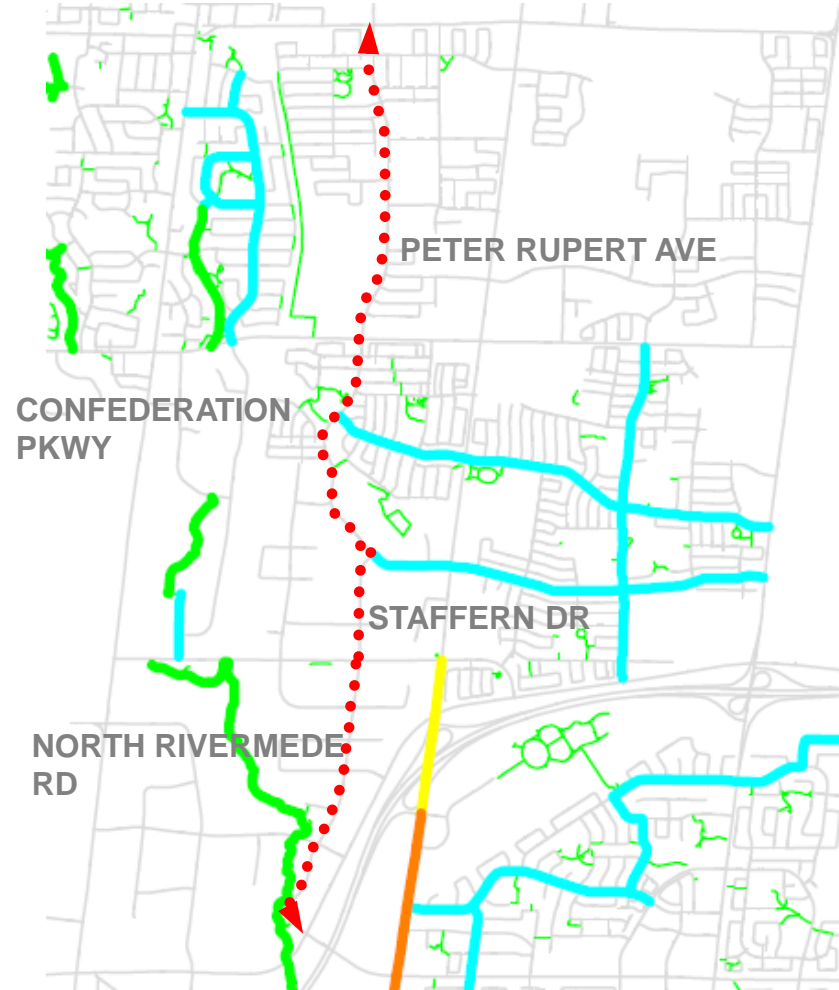 PETER RUPERT AVE
CONFEDERATION
PKWY
STAFFERN DR
NORTH RIVERMEDE
RD